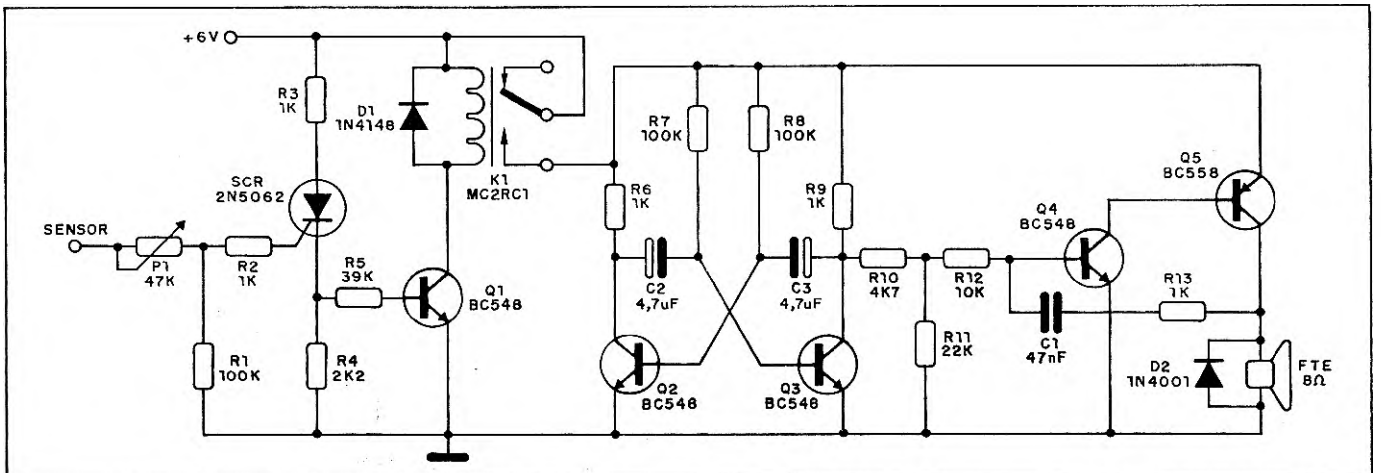 +6V
R3
1K
D1
1N4148
K1
MC2RC1
SCR
2N5062
SENSOR
P1
47K
R2
1K
R5
39K
Q1
BC548
R1
100K
R4
2K2
R7
100K
R8
100K
R6
1K
R9
1K
C2
4,7uF
C3
4,7uF
Q2
BC548
Q3
BC548
R10
4K7
R12
10K
R11
22K
Q4
BC548
Q5
BC558
R13
1K
C1
47nF
D2
1N4001
FTE
8Ω